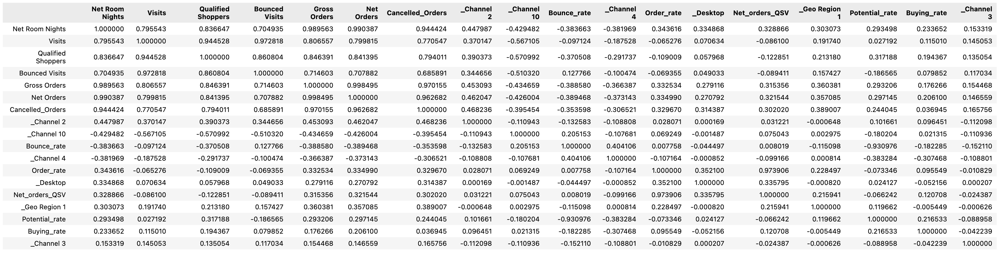 Net Room Nights Visits Qualified Shoppers Bounced Visits Gross Orders Net Orders Cancelled_Orders _Channel 2 _Channel 10 Bounce_rate _Channel 4 Order_rate _Desktop Net_orders_QSV _Geo Region 1 Potential_rate Buying_rate _Channel 3
Net Room Nights 1.000000 0.795543 0.836647 0.704935 0.989563 0.990387 0.944424 0.447987 -0.429482 -0.383663 -0.381969 0.343616 0.334868 0.328866 0.303073 0.293498 0.233652 0.153319
Visits 0.795543 1.000000 0.944528 0.972818 0.806557 0.799815 0.770547 0.370147 -0.567105 -0.097124 -0.187528 -0.065276 0.070634 -0.086100 0.191740 0.027192 0.115010 0.145053
Qualified Shoppers 0.836647 0.944528 1.000000 0.860804 0.846391 0.841395 0.794011 0.390373 -0.570992 -0.370508 -0.291737 -0.109009 0.057968 -0.122851 0.213180 0.317188 0.194367 0.135054
Bounced Visits 0.704935 0.972818 0.860804 1.000000 0.714603 0.707882 0.685891 0.344656 -0.510320 0.127766 -0.100474 -0.069355 0.049033 -0.089411 0.157427 -0.186565 0.079852 0.117034
Gross Orders 0.989563 0.806557 0.846391 0.714603 1.000000 0.998495 0.970155 0.453093 -0.434659 -0.388580 -0.366387 0.332534 0.279116 0.315356 0.360381 0.293206 0.176266 0.154468
Net Orders 0.990387 0.799815 0.841395 0.707882 0.998495 1.000000 0.962682 0.462047 -0.426004 -0.389468 -0.373143 0.334990 0.270792 0.321544 0.357085 0.297145 0.206100 0.146559
Cancelled_Orders 0.944424 0.770547 0.794011 0.685891 0.970155 0.962682 1.000000 0.468236 -0.395454 -0.353598 -0.306521 0.329670 0.314387 0.302020 0.389007 0.244045 0.036945 0.165756
_Channel 2 0.447987 0.370147 0.390373 0.344656 0.453093 0.462047 0.468236 1.000000 -0.110943 -0.132583 -0.108808 0.028071 0.000169 0.031221 -0.000648 0.101661 0.096451 -0.112098
_Channel 10 -0.429482 -0.567105 -0.570992 -0.510320 -0.434659 -0.426004 -0.395454 -0.110943 1.000000 0.205153 -0.107681 0.069249 -0.001487 0.075043 0.002975 -0.180204 0.021315 -0.110936
Bounce_rate -0.383663 -0.097124 -0.370508 0.127766 -0.388580 -0.389468 -0.353598 -0.132583 0.205153 1.000000 0.404106 0.007758 -0.044497 0.008019 -0.115098 -0.930976 -0.182285 -0.152110
_Channel 4 -0.381969 -0.187528 -0.291737 -0.100474 -0.366387 -0.373143 -0.306521 -0.108808 -0.107681 0.404106 1.000000 -0.107164 -0.000852 -0.099166 0.000814 -0.383284 -0.307468 -0.108801
Order_rate 0.343616 -0.065276 -0.109009 -0.069355 0.332534 0.334990 0.329670 0.028071 0.069249 0.007758 -0.107164 1.000000 0.352100 0.973906 0.228497 -0.073346 0.095549 -0.010829
_Desktop 0.334868 0.070634 0.057968 0.049033 0.279116 0.270792 0.314387 0.000169 -0.001487 -0.044497 -0.000852 0.352100 1.000000 0.335795 -0.000820 0.024127 -0.052156 0.000207
Net_orders_QSV 0.328866 -0.086100 -0.122851 -0.089411 0.315356 0.321544 0.302020 0.031221 0.075043 0.008019 -0.099166 0.973906 0.335795 1.000000 0.215941 -0.066242 0.120708 -0.024387
_Geo Region 1 0.303073 0.191740 0.213180 0.157427 0.360381 0.357085 0.389007 -0.000648 0.002975 -0.115098 0.000814 0.228497 -0.000820 0.215941 1.000000 0.119662 -0.005449 -0.000626
Potential_rate 0.293498 0.027192 0.317188 -0.186565 0.293206 0.297145 0.244045 0.101661 -0.180204 -0.930976 -0.383284 -0.073346 0.024127 -0.066242 0.119662 1.000000 0.216533 -0.088958
Buying_rate 0.233652 0.115010 0.194367 0.079852 0.176266 0.206100 0.036945 0.096451 0.021315 -0.182285 -0.307468 0.095549 -0.052156 0.120708 -0.005449 0.216533 1.000000 -0.042239
_Channel 3 0.153319 0.145053 0.135054 0.117034 0.154468 0.146559 0.165756 -0.112098 -0.110936 -0.152110 -0.108801 -0.010829 0.000207 -0.024387 -0.000626 -0.088958 -0.042239 1.000000